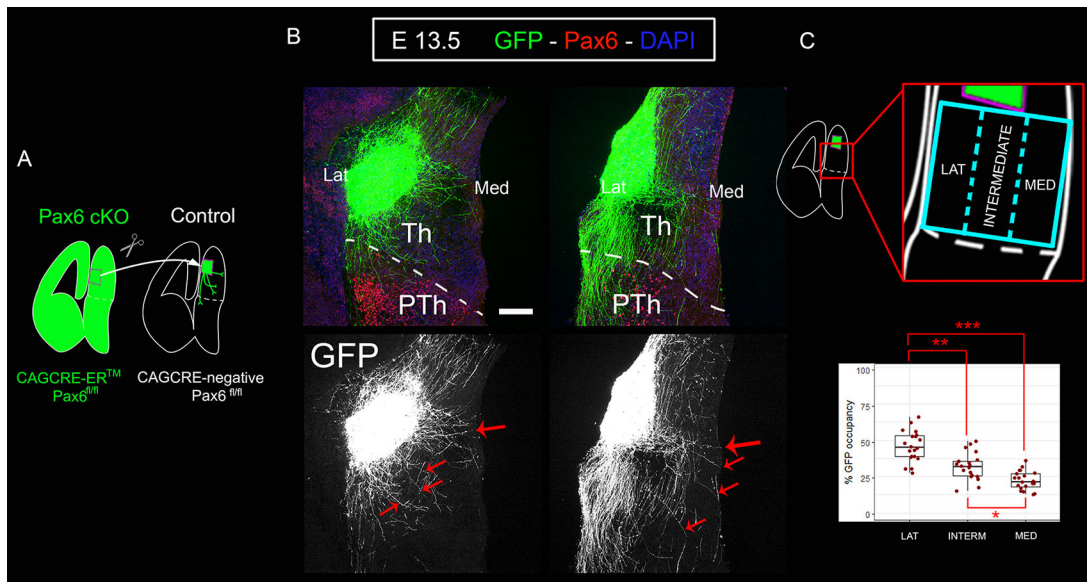 B
E 13.5 GFP - Pax6 - DAPI
C
A
Pax6 cKO
Control
CAGCRE-ER™
Pax6fl/fl
CAGCRE-negative
Pax6 fl/fl
Lat
Med
Th
PTh
Lat
Med
Th
PTh
GFP
LAT
INTERMEDIATE
MED
***
**
100
75
50
25
0
% GFP occupancy
*
LAT INTERM MED